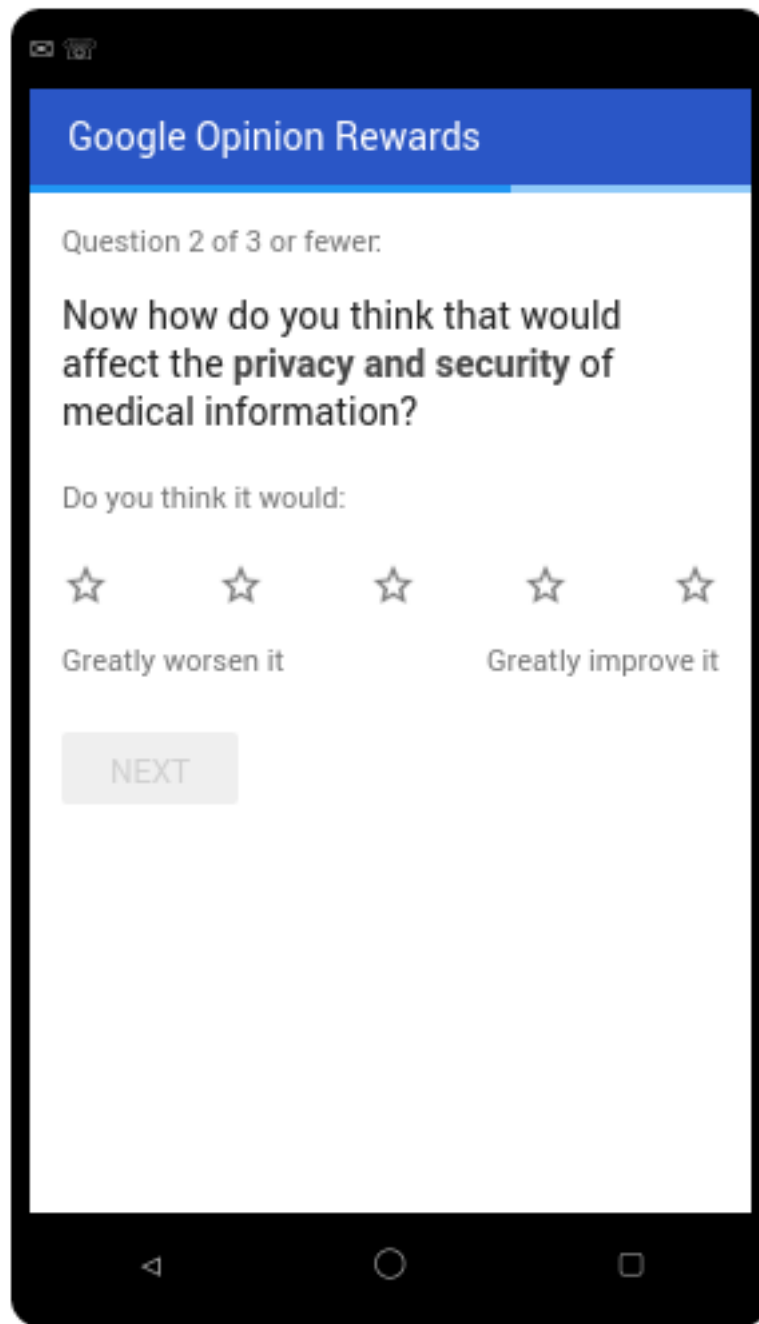 Google Opinion Rewards
Question 2 of 3 or fewer:
Now how do you think that would
affect the privacy and security of
medical information?
Do you think it would:
Greatly worsen it
Greatly improve it
NEXT